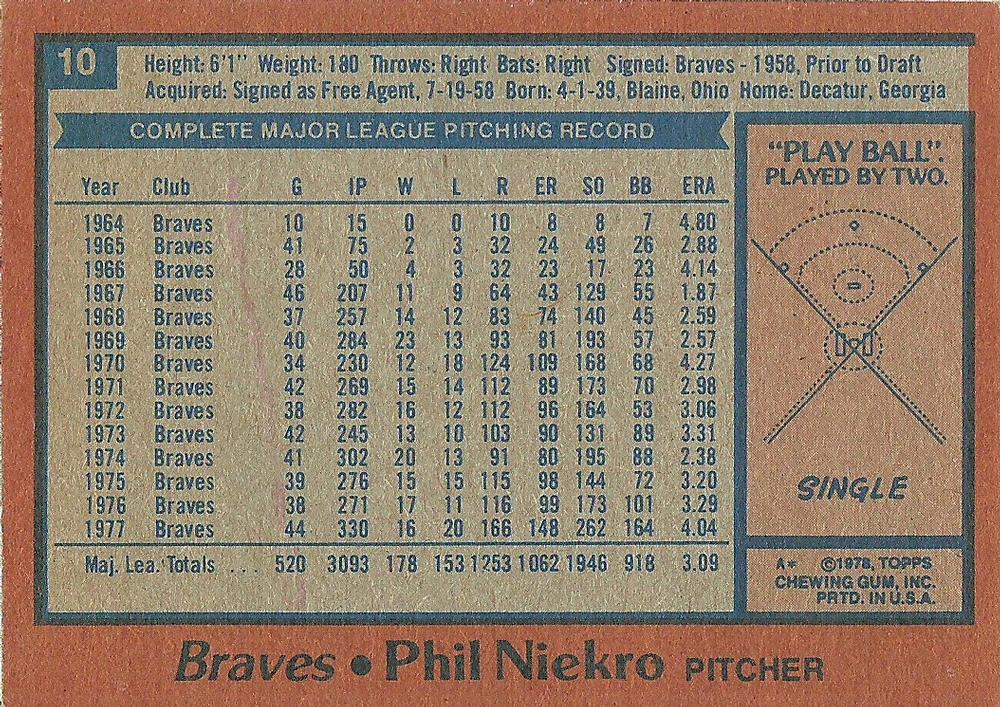 10
Height: 6'1" Weight: 180 Throws: Right Bats: Right Signed: Braves - 1958, Prior to Draft
Acquired: Signed as Free Agent, 7-19-58 Born: 4-1-39, Blaine, Ohio Home: Decatur, Georgia
COMPLETE MAJOR LEAGUE PITCHING RECORD
Year Club G IP W L R ER SO BB ERA
1964 Braves 10 15 0 0 10 8 8 7 4.80
1965 Braves 41 75 2 3 32 24 49 26 2.88
1966 Braves 28 50 4 3 32 23 17 23 4.14
1967 Braves 46 207 11 9 64 43 129 55 1.87
1968 Braves 37 257 14 12 83 74 140 45 2.59
1969 Braves 40 284 23 13 93 81 193 57 2.57
1970 Braves 34 230 12 18 124 109 168 68 4.27
1971 Braves 42 269 15 14 112 89 173 70 2.98
1972 Braves 38 282 16 12 112 96 164 53 3.06
1973 Braves 42 245 13 10 103 90 131 89 3.31
1974 Braves 41 302 20 13 91 80 195 88 2.38
1975 Braves 39 276 15 15 115 98 144 72 3.20
1976 Braves 38 271 17 11 116 99 173 101 3.29
1977 Braves 44 330 16 20 166 148 262 164 4.04
Maj. Lea. Totals ... 520 3093 178 153 1253 1062 1946 918 3.09
"PLAY BALL".
PLAYED BY TWO.
SINGLE
A* ©1978, TOPPS
CHEWING GUM, INC.
PRTD. IN U.S.A.
Braves • Phil Niekro PITCHER